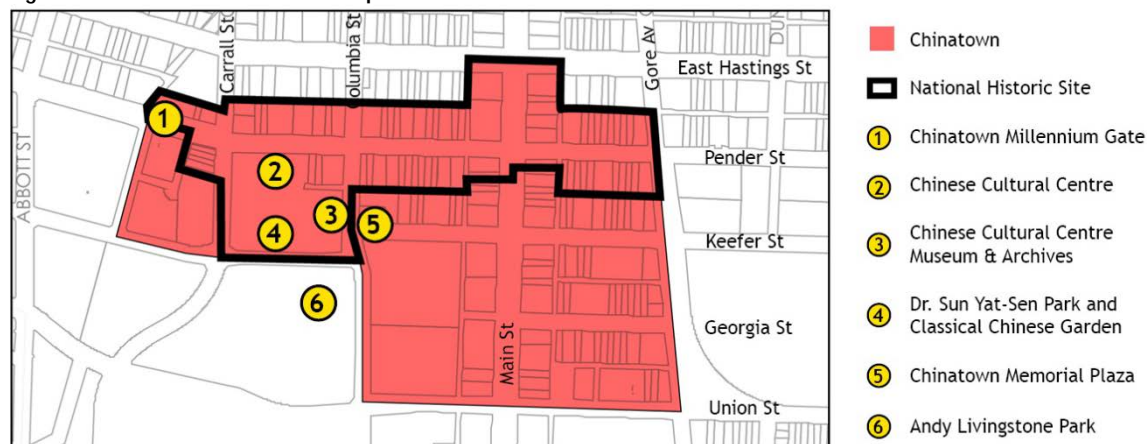 Carrall St
Columbia St
Gore Av
East Hastings St
ABBOTT ST
Pender St
Keefer St
Georgia St
Main St
Union St
1
2
3
4
5
6
Chinatown
National Historic Site
1 Chinatown Millennium Gate
2 Chinese Cultural Centre
3 Chinese Cultural Centre
Museum & Archives
4 Dr. Sun Yat-Sen Park and
Classical Chinese Garden
5 Chinatown Memorial Plaza
6 Andy Livingstone Park